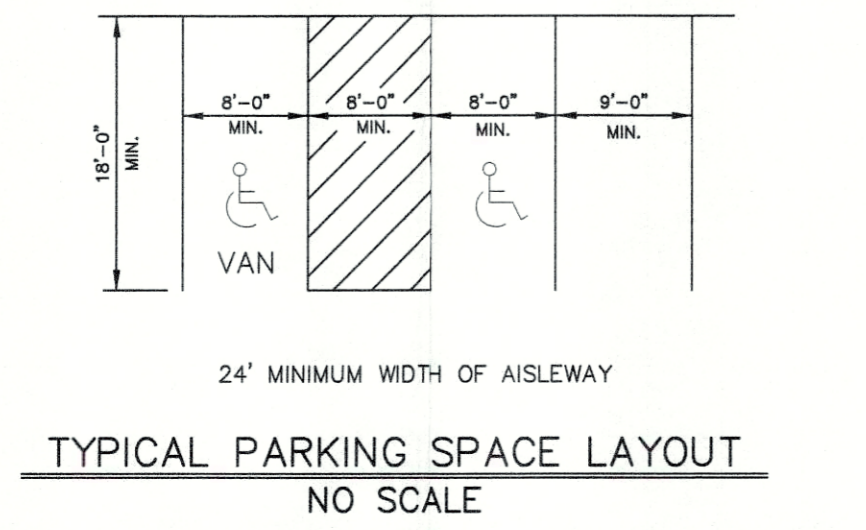 8'-0" 8'-0" 8'-0" 9'-0"
MIN. MIN. MIN. MIN.
18'-0"
MIN.
VAN
24' MINIMUM WIDTH OF AISLEWAY
TYPICAL PARKING SPACE LAYOUT
NO SCALE